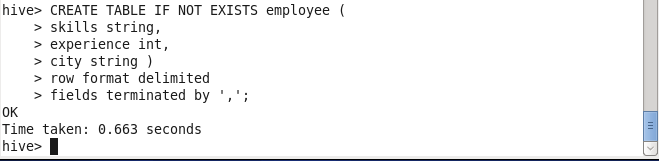 hive> CREATE TABLE IF NOT EXISTS employee (
    > skills string,
    > experience int,
    > city string )
    > row format delimited
    > fields terminated by ',';
OK
Time taken: 0.663 seconds
hive>